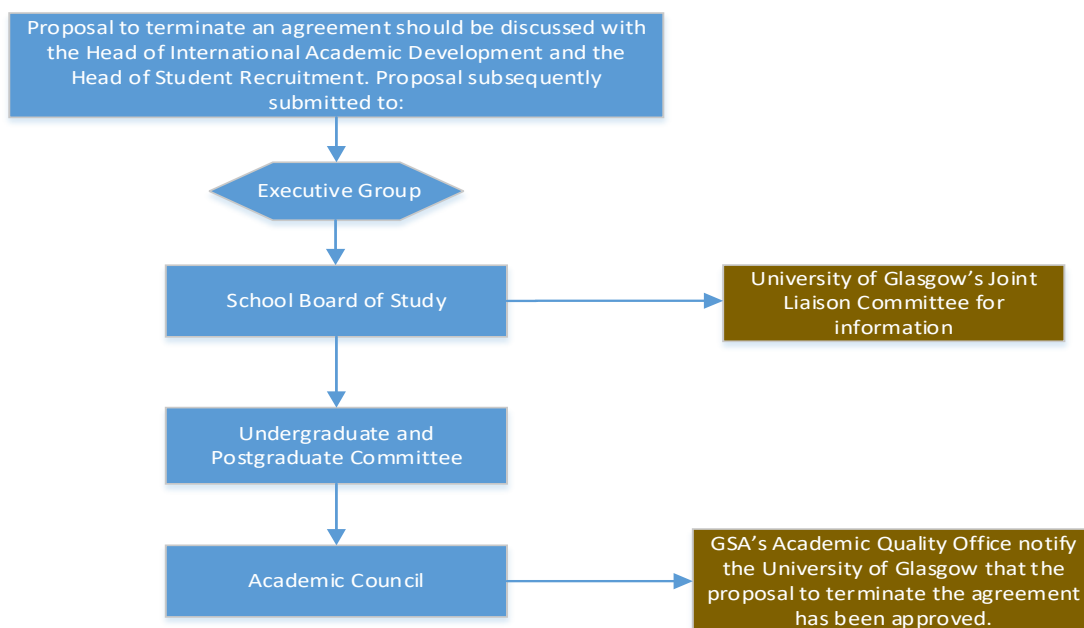 Proposal to terminate an agreement should be discussed with
the Head of International Academic Development and the
Head of Student Recruitment. Proposal subsequently
submitted to:
Executive Group
School Board of Study
University of Glasgow’s Joint
Liaison Committee for
information
Undergraduate and
Postgraduate Committee
Academic Council
GSA’s Academic Quality Office notify
the University of Glasgow that the
proposal to terminate the agreement
has been approved.